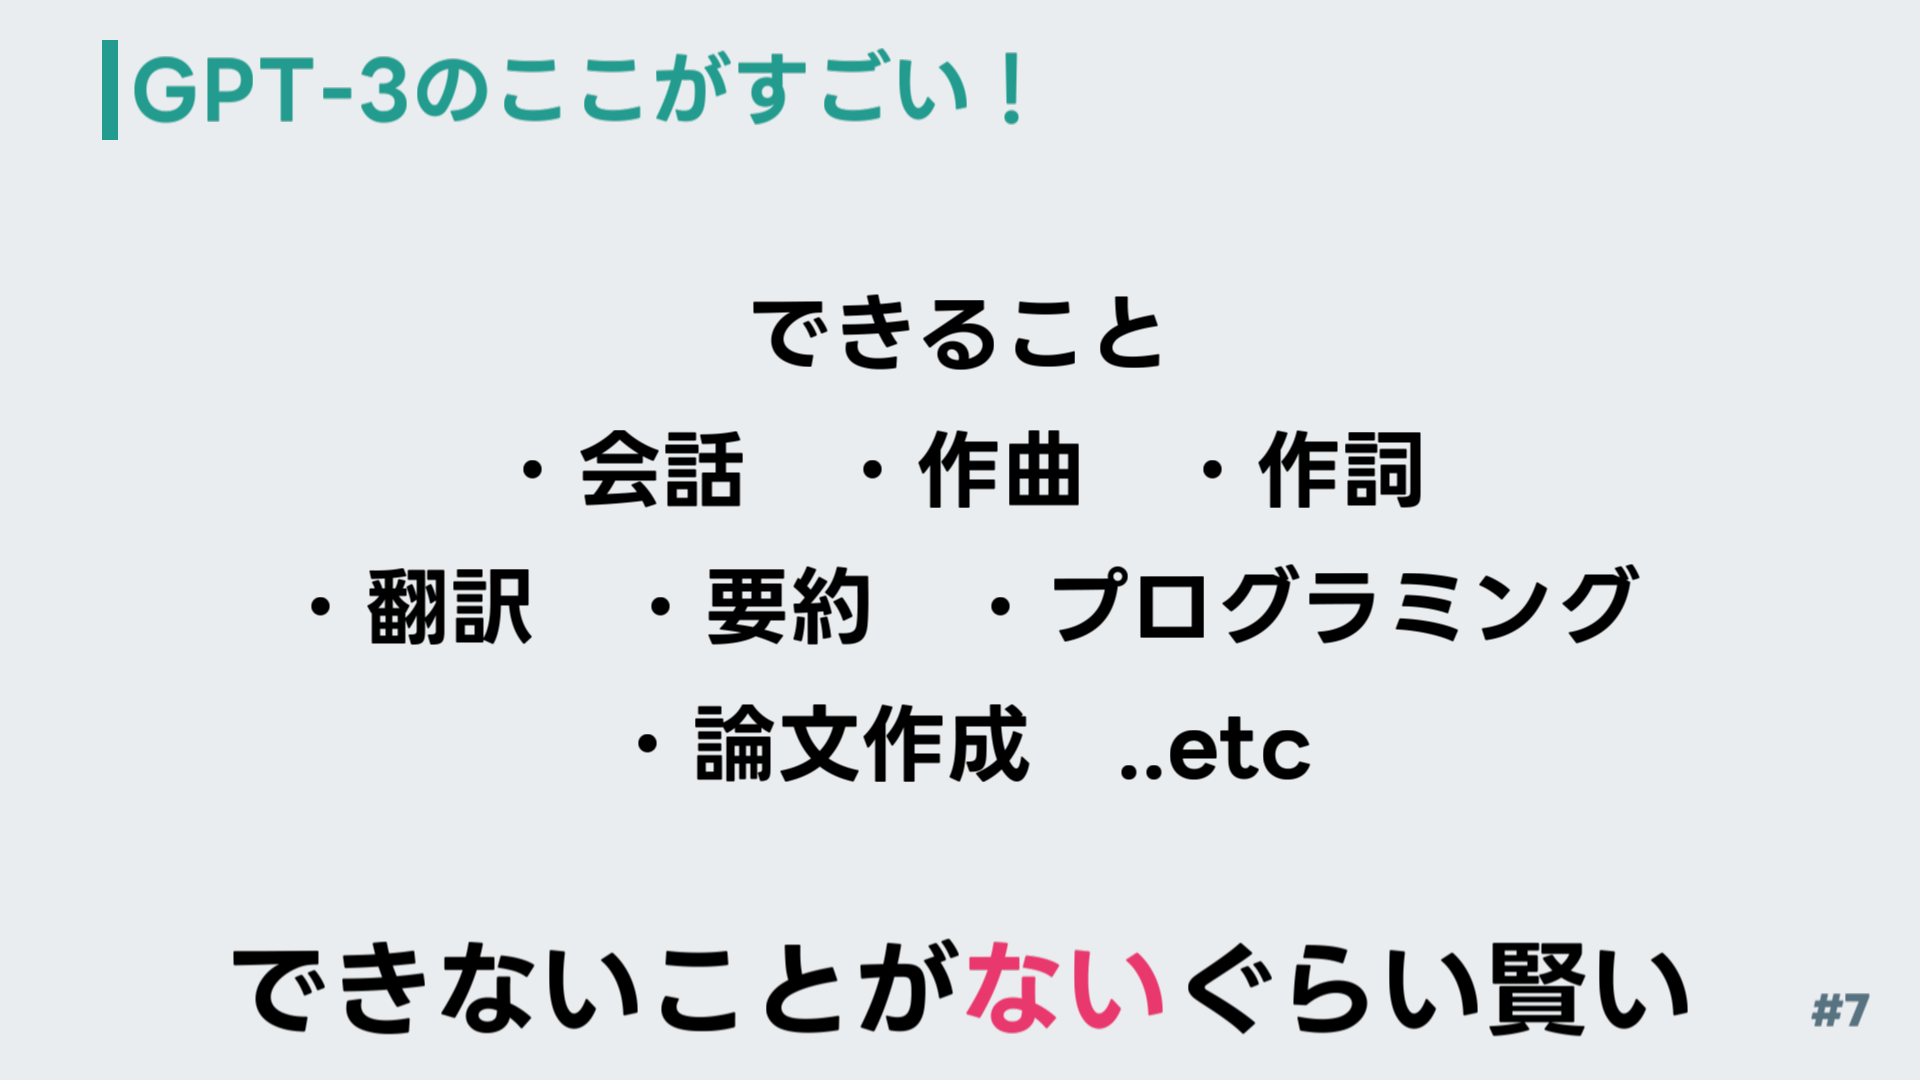 GPT-3のここがすごい！
できること
・会話　・作曲　・作詞
・翻訳　・要約　・プログラミング
・論文作成　..etc
できないことがないぐらい賢い
#7